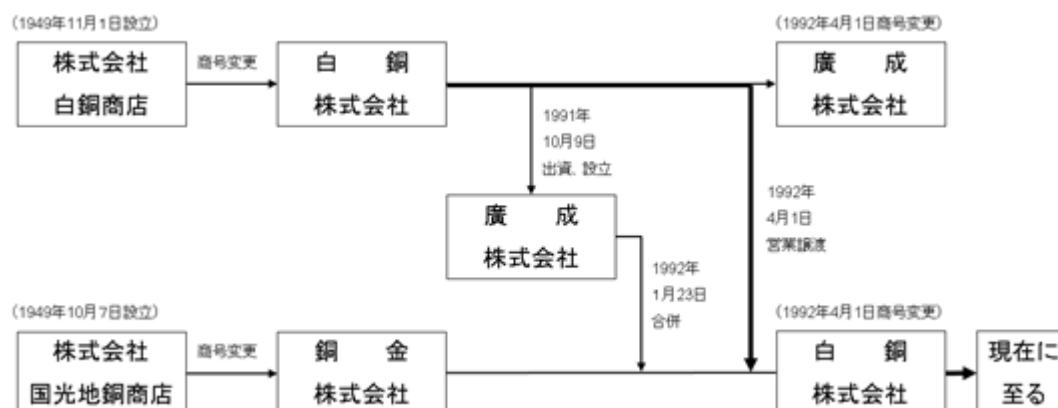 (1949年11月1日設立)
株式会社
白銅商店
商号変更
白 銅
株式会社
(1992年4月1日商号変更)
廣 成
株式会社
1991年
10月9日
出資、設立
廣 成
株式会社
1992年
4月1日
営業譲渡
1992年
1月23日
合併
(1949年10月7日設立)
株式会社
国光地銅商店
商号変更
銅 金
株式会社
(1992年4月1日商号変更)
白 銅
株式会社
現在に
至る